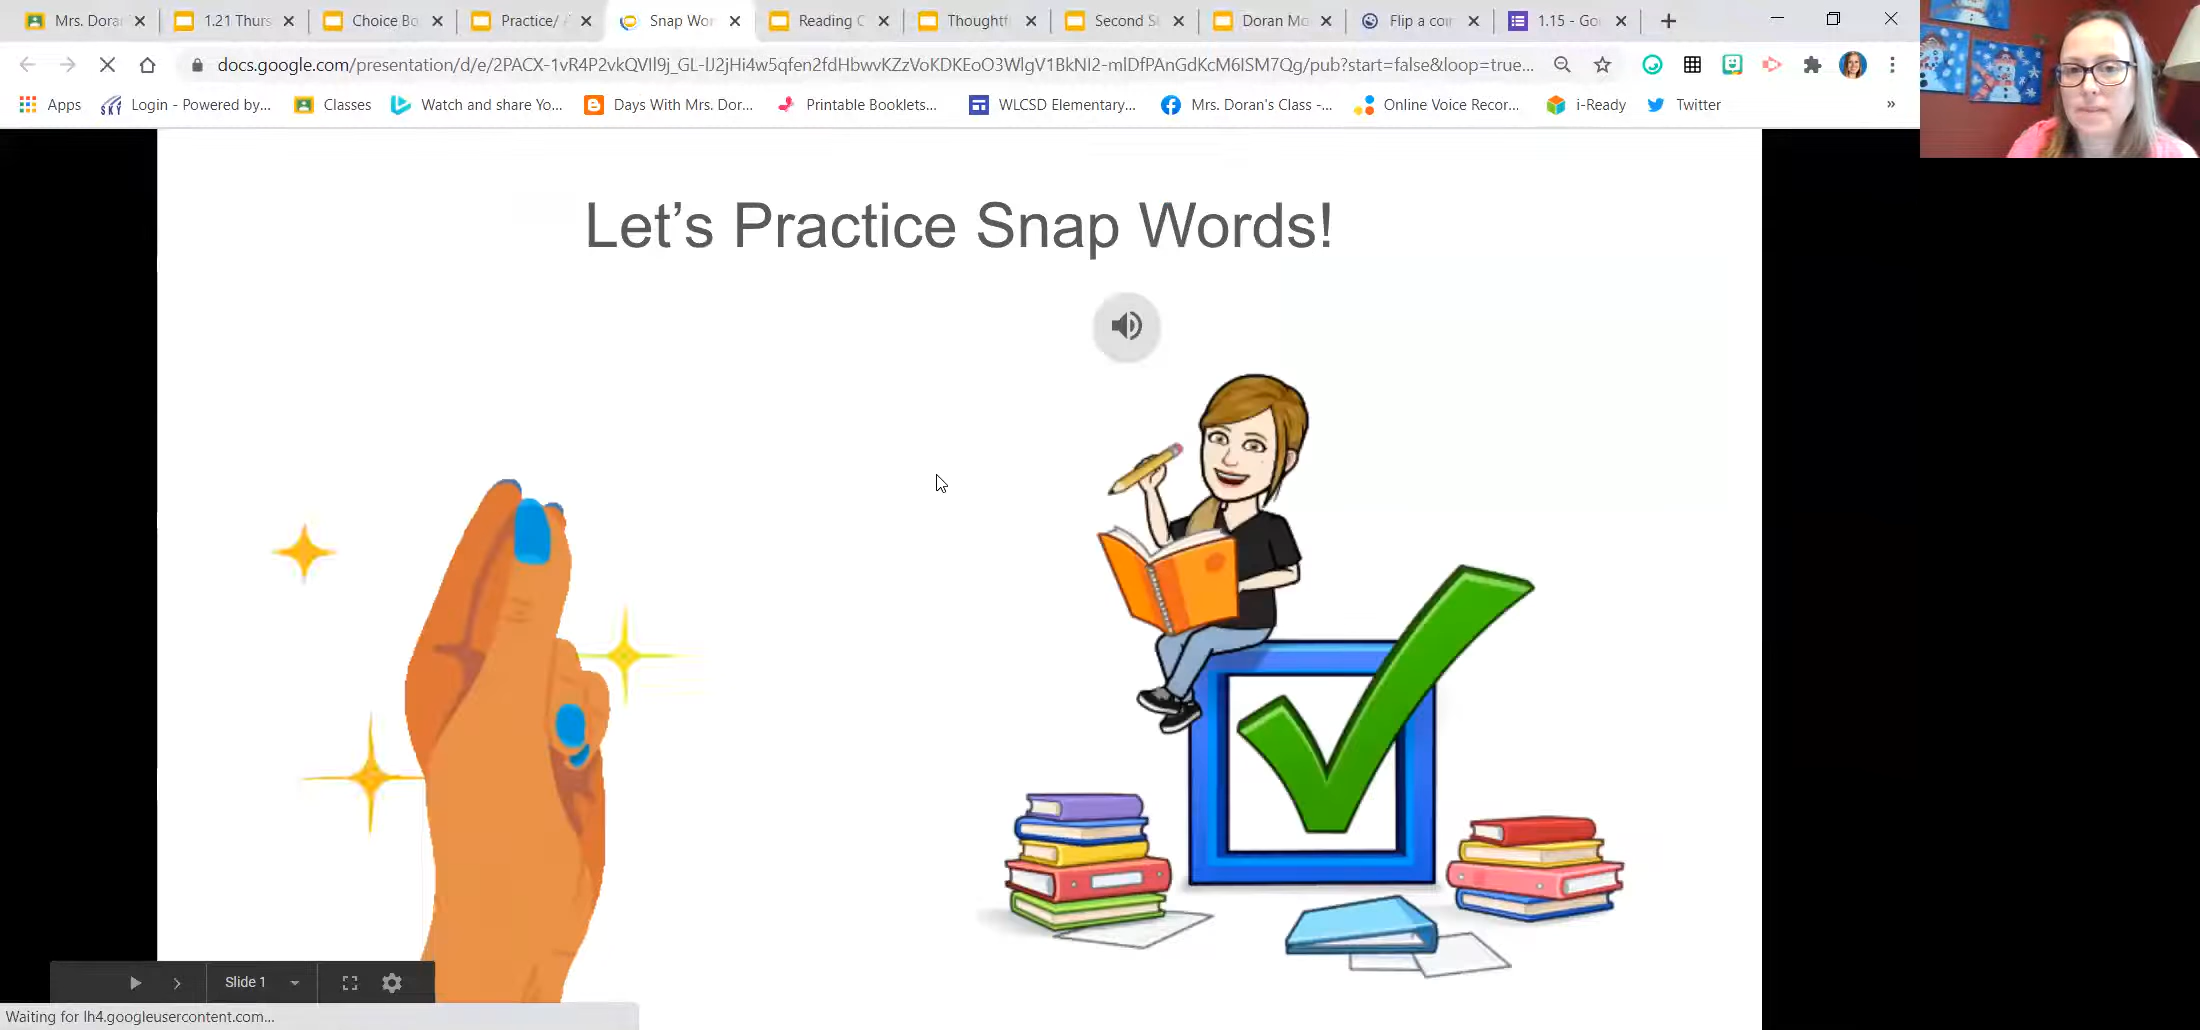 Mrs. Doran 1.21 Thurs Choice Bo Practice/ Snap Wor Reading C Thoughtf Second S Doran Mo Flip a coin 1.15 - Go
docs.google.com/presentation/d/e/2PACX-1vR4P2vkQVIl9j_GL-lJ2jHi4w5qfen2fdHbwvKZzVoKDKEoO3WlgV1BkNI2-mlDfPAnGdKcM6ISM7Qg/pub?start=false&loop=true...
Apps Login - Powered by... Classes Watch and share Yo... Days With Mrs. Dor... Printable Booklets... WLCSD Elementary... Mrs. Doran's Class -... Online Voice Recor... i-Ready Twitter »
Let's Practice Snap Words!
Slide 1
Waiting for lh4.googleusercontent.com...